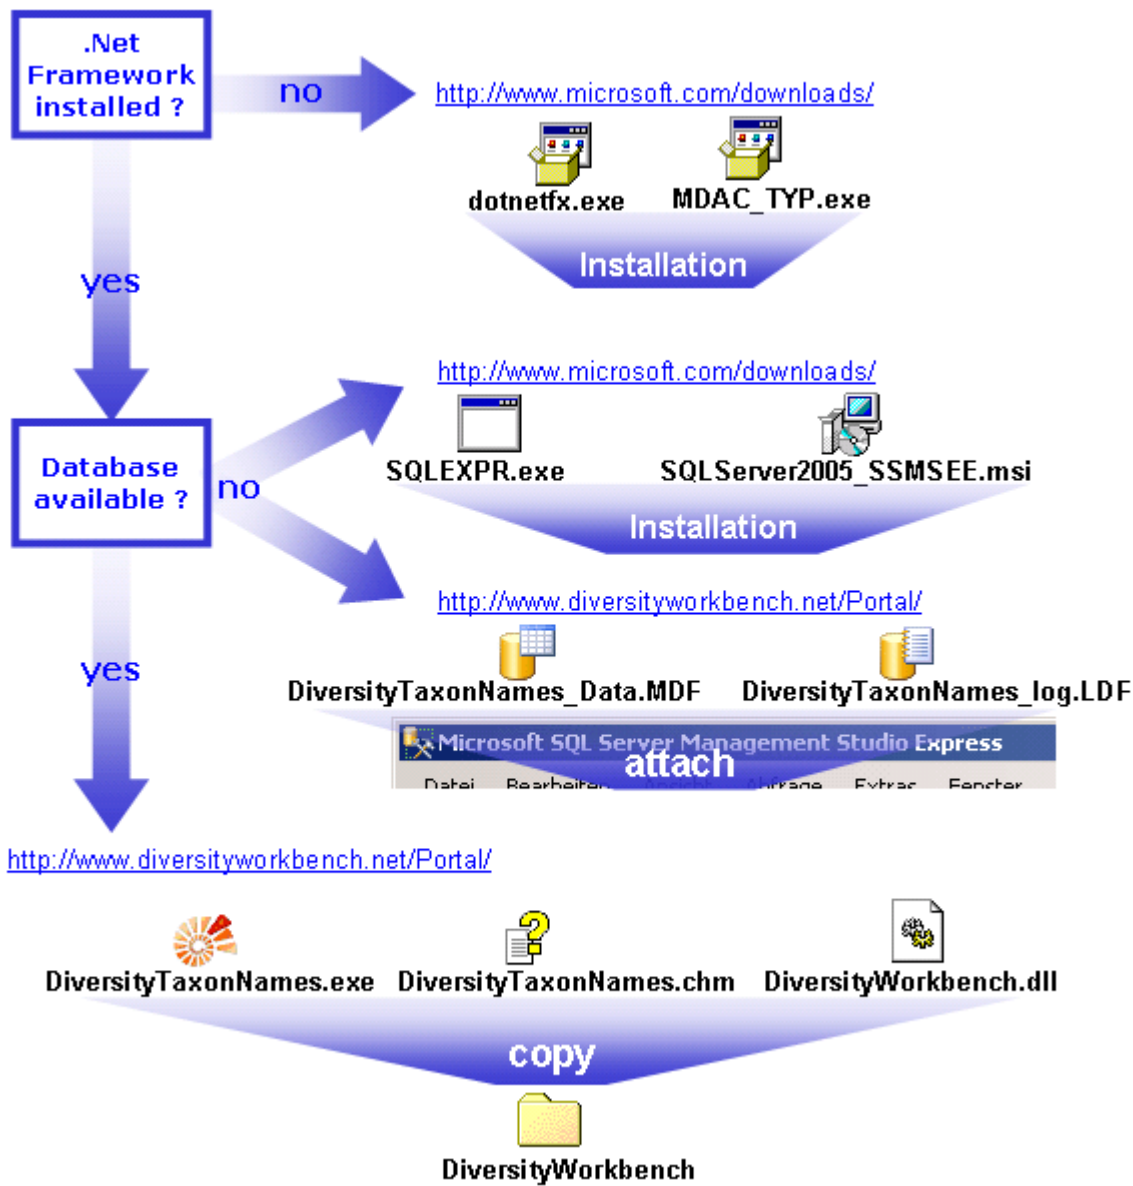 .Net
Framework
installed ?
no
http://www.microsoft.com/downloads/
dotnetfx.exe
MDAC_TYP.exe
Installation
yes
http://www.microsoft.com/downloads/
SQLEXPR.exe
SQLServer2005_SSMSEE.msi
Installation
Database
available ?
no
http://www.diversityworkbench.net/Portal/
DiversityTaxonNames_Data.MDF
DiversityTaxonNames_log.LDF
Microsoft SQL Server Management Studio Express
attach
Datei Bearbeiten Ansicht Abfrage Extras Fenster
yes
http://www.diversityworkbench.net/Portal/
DiversityTaxonNames.exe
DiversityTaxonNames.chm
DiversityWorkbench.dll
copy
DiversityWorkbench